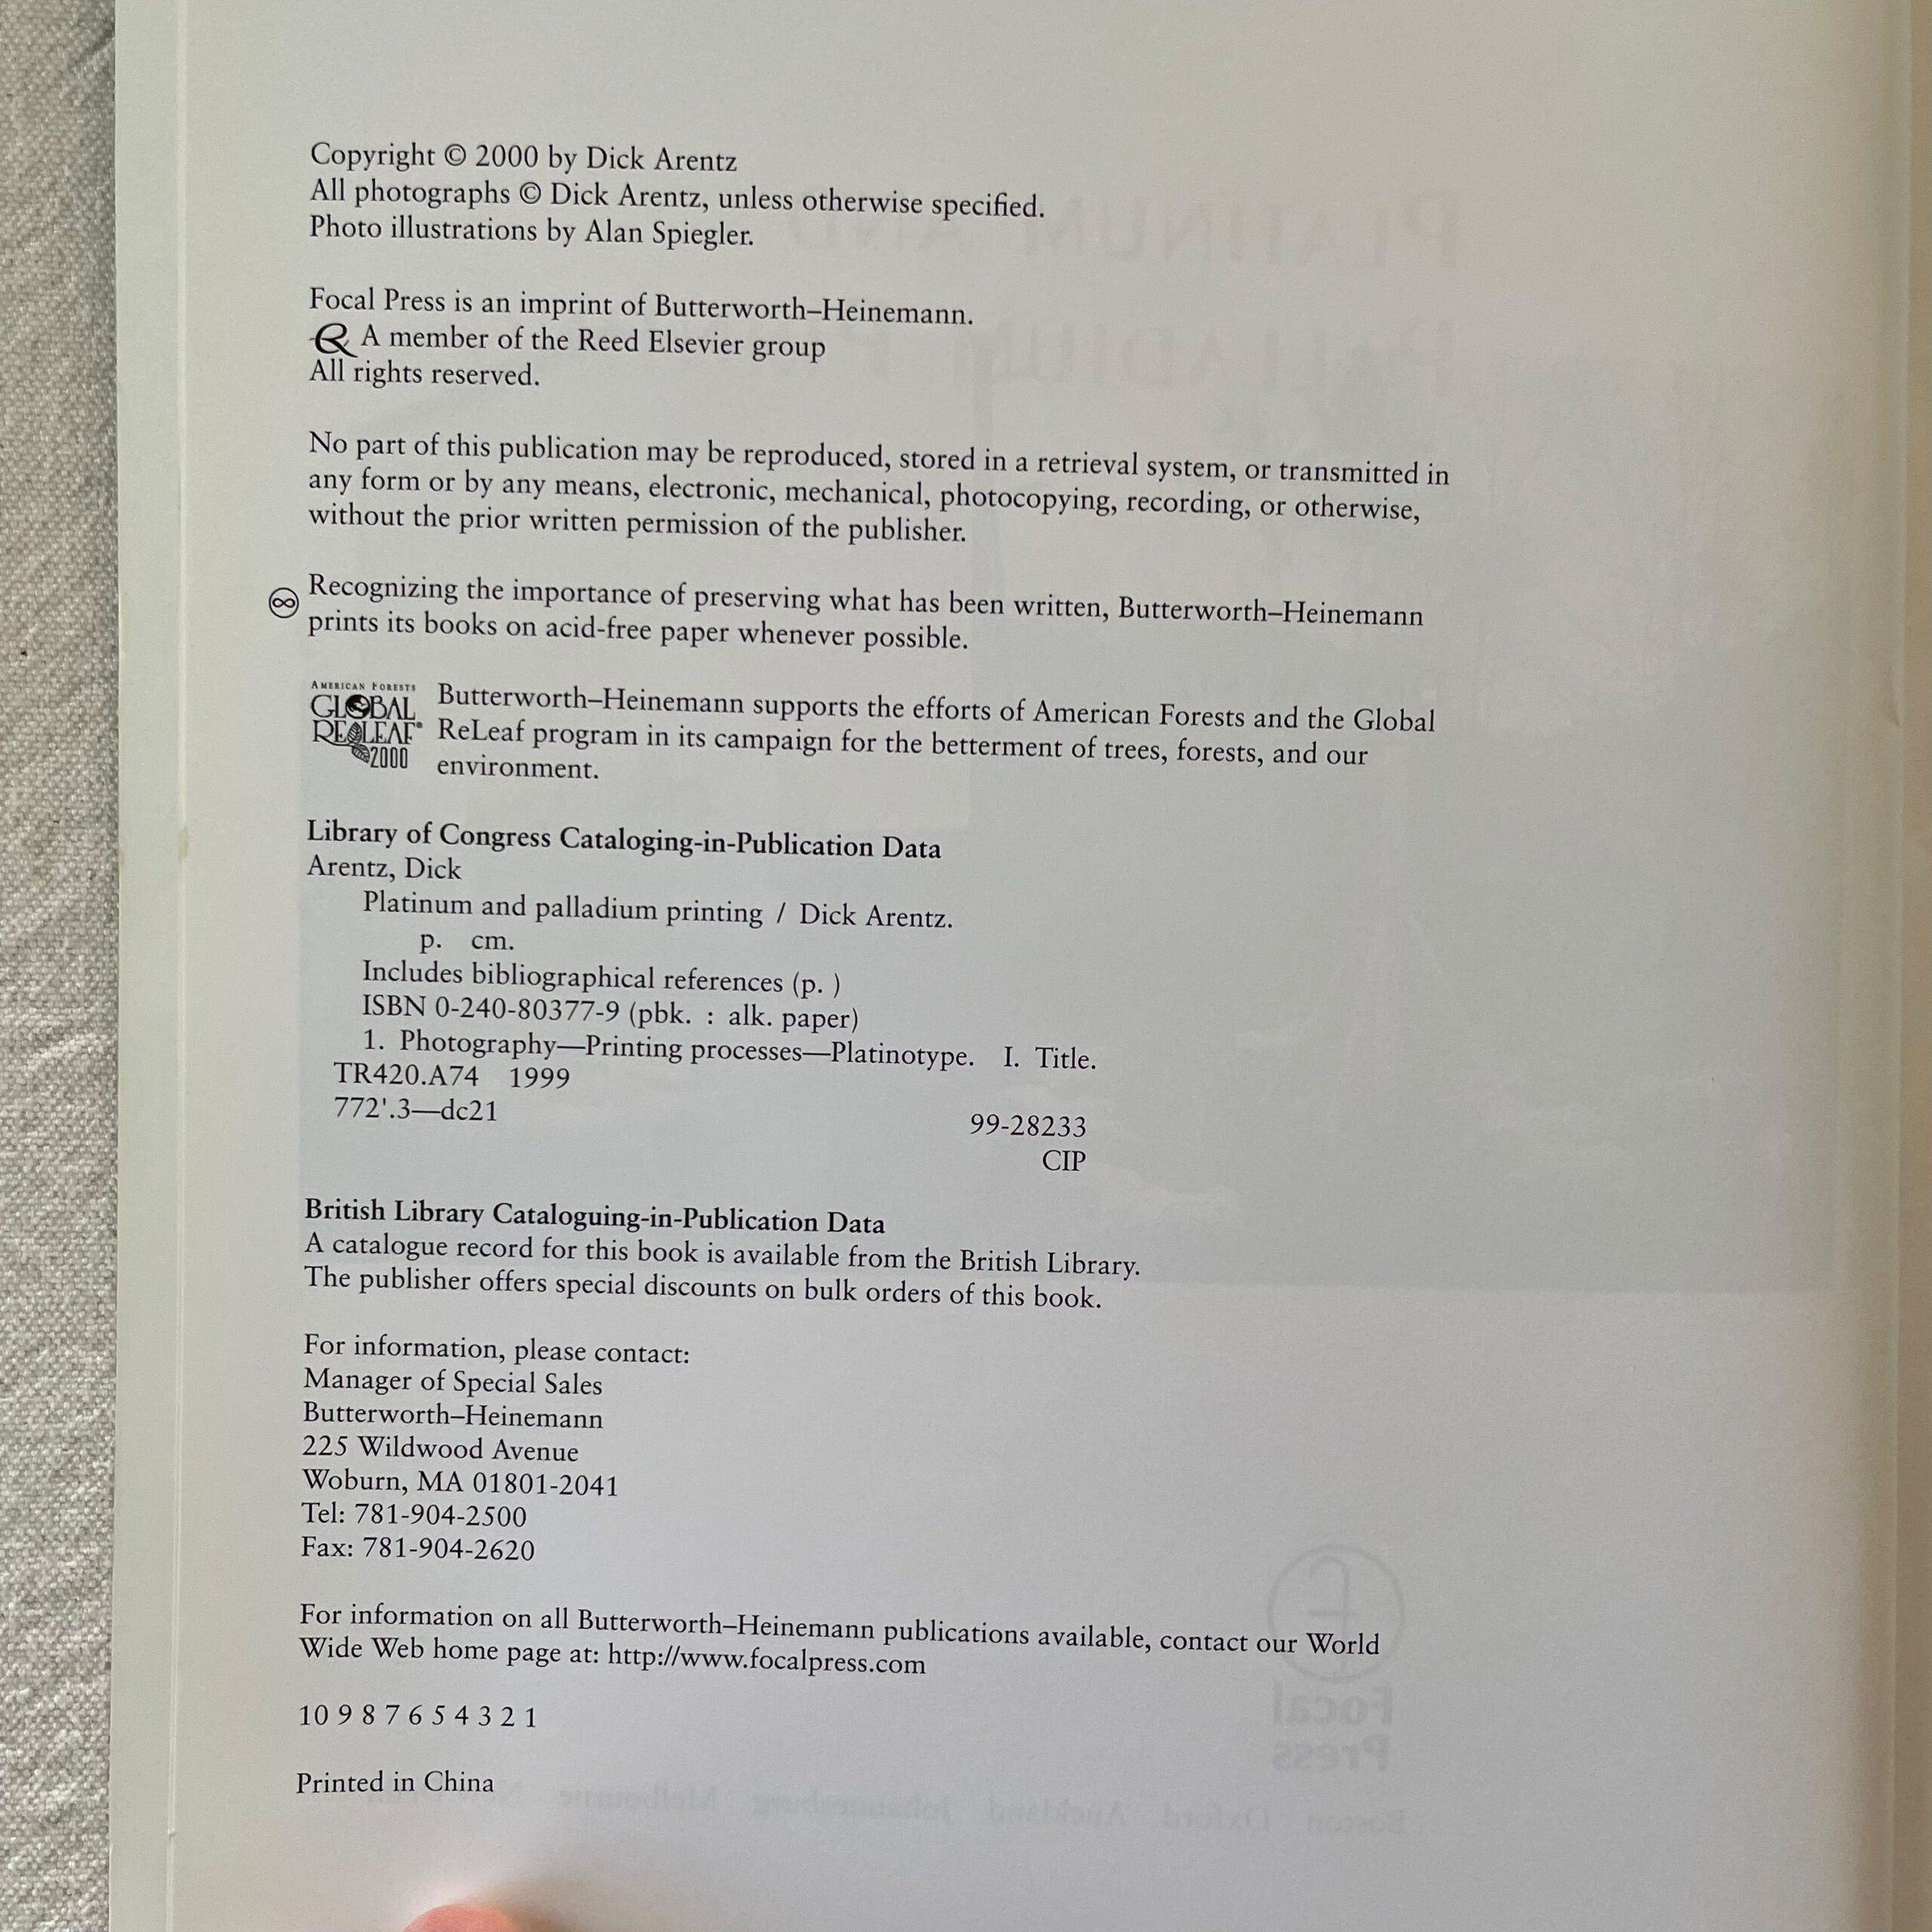 Copyright © 2000 by Dick Arentz
All photographs © Dick Arentz, unless otherwise specified.
Photo illustrations by Alan Spiegler.
Focal Press is an imprint of Butterworth–Heinemann.
R A member of the Reed Elsevier group
All rights reserved.
No part of this publication may be reproduced, stored in a retrieval system, or transmitted in
any form or by any means, electronic, mechanical, photocopying, recording, or otherwise,
without the prior written permission of the publisher.
♾ Recognizing the importance of preserving what has been written, Butterworth–Heinemann
prints its books on acid-free paper whenever possible.
AMERICAN FORESTS
GLOBAL
RELEAF®
2000
Butterworth–Heinemann supports the efforts of American Forests and the Global
ReLeaf program in its campaign for the betterment of trees, forests, and our
environment.
Library of Congress Cataloging-in-Publication Data
Arentz, Dick
Platinum and palladium printing / Dick Arentz.
p. cm.
Includes bibliographical references (p. )
ISBN 0-240-80377-9 (pbk. : alk. paper)
1. Photography—Printing processes—Platinotype. I. Title.
TR420.A74 1999
772'.3—dc21
99-28233
CIP
British Library Cataloguing-in-Publication Data
A catalogue record for this book is available from the British Library.
The publisher offers special discounts on bulk orders of this book.
For information, please contact:
Manager of Special Sales
Butterworth–Heinemann
225 Wildwood Avenue
Woburn, MA 01801-2041
Tel: 781-904-2500
Fax: 781-904-2620
For information on all Butterworth–Heinemann publications available, contact our World
Wide Web home page at: http://www.focalpress.com
10 9 8 7 6 5 4 3 2 1
Printed in China
PLATINUM AND
Focal
Press
Boston Oxford Auckland Johannesburg Melbourne